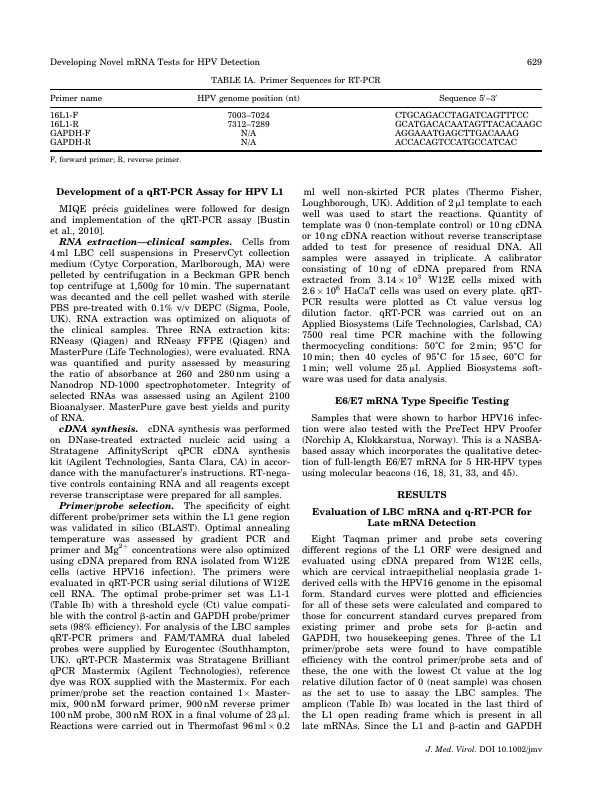 Developing Novel mRNA Tests for HPV Detection 629
TABLE IA. Primer Sequences for RT-PCR
Primer name HPV genome position (nt) Sequence 5′–3′
16L1-F 7003–7024 CTGCAGACCTAGATCAGTTTCC
16L1-R 7312–7289 GCATGACACAATAGTTACACAAGC
GAPDH-F N/A AGGAAATGAGCTTGACAAAG
GAPDH-R N/A ACCACAGTCCATGCCATCAC
F, forward primer; R, reverse primer.
Development of a qRT-PCR Assay for HPV L1
MIQE précis guidelines were followed for design
and implementation of the qRT-PCR assay [Bustin
et al., 2010].
RNA extraction—clinical samples. Cells from
4 ml LBC cell suspensions in PreservCyt collection
medium (Cytyc Corporation, Marlborough, MA) were
pelleted by centrifugation in a Beckman GPR bench
top centrifuge at 1,500g for 10 min. The supernatant
was decanted and the cell pellet washed with sterile
PBS pre-treated with 0.1% v/v DEPC (Sigma, Poole,
UK). RNA extraction was optimized on aliquots of
the clinical samples. Three RNA extraction kits:
RNeasy (Qiagen) and RNeasy FFPE (Qiagen) and
MasterPure (Life Technologies), were evaluated. RNA
was quantified and purity assessed by measuring
the ratio of absorbance at 260 and 280 nm using a
Nanodrop ND-1000 spectrophotometer. Integrity of
selected RNAs was assessed using an Agilent 2100
Bioanalyser. MasterPure gave best yields and purity
of RNA.
cDNA synthesis. cDNA synthesis was performed
on DNase-treated extracted nucleic acid using a
Stratagene AffinityScript qPCR cDNA synthesis
kit (Agilent Technologies, Santa Clara, CA) in accor-
dance with the manufacturer's instructions. RT-nega-
tive controls containing RNA and all reagents except
reverse transcriptase were prepared for all samples.
Primer/probe selection. The specificity of eight
different probe/primer sets within the L1 gene region
was validated in silico (BLAST). Optimal annealing
temperature was assessed by gradient PCR and
primer and Mg2+ concentrations were also optimized
using cDNA prepared from RNA isolated from W12E
cells (active HPV16 infection). The primers were
evaluated in qRT-PCR using serial dilutions of W12E
cell RNA. The optimal probe-primer set was L1-1
(Table Ib) with a threshold cycle (Ct) value compati-
ble with the control β-actin and GAPDH probe/primer
sets (98% efficiency). For analysis of the LBC samples
qRT-PCR primers and FAM/TAMRA dual labeled
probes were supplied by Eurogentec (Southhampton,
UK). qRT-PCR Mastermix was Stratagene Brilliant
qPCR Mastermix (Agilent Technologies), reference
dye was ROX supplied with the Mastermix. For each
primer/probe set the reaction contained 1× Master-
mix, 900 nM forward primer, 900 nM reverse primer
100 nM probe, 300 nM ROX in a final volume of 23 μl.
Reactions were carried out in Thermofast 96 ml × 0.2
ml well non-skirted PCR plates (Thermo Fisher,
Loughborough, UK). Addition of 2 μl template to each
well was used to start the reactions. Quantity of
template was 0 (non-template control) or 10 ng cDNA
or 10 ng cDNA reaction without reverse transcriptase
added to test for presence of residual DNA. All
samples were assayed in triplicate. A calibrator
consisting of 10 ng of cDNA prepared from RNA
extracted from 3.14 × 10⁵ W12E cells mixed with
2.6 × 10⁶ HaCaT cells was used on every plate. qRT-
PCR results were plotted as Ct value versus log
dilution factor. qRT-PCR was carried out on an
Applied Biosystems (Life Technologies, Carlsbad, CA)
7500 real time PCR machine with the following
thermocycling conditions: 50°C for 2 min; 95°C for
10 min; then 40 cycles of 95°C for 15 sec, 60°C for
1 min; well volume 25 μl. Applied Biosystems soft-
ware was used for data analysis.
E6/E7 mRNA Type Specific Testing
Samples that were shown to harbor HPV16 infec-
tion were also tested with the PreTect HPV Proofer
(Norchip A, Klokkarstua, Norway). This is a NASBA-
based assay which incorporates the qualitative detec-
tion of full-length E6/E7 mRNA for 5 HR-HPV types
using molecular beacons (16, 18, 31, 33, and 45).
RESULTS
Evaluation of LBC mRNA and q-RT-PCR for
Late mRNA Detection
Eight Taqman primer and probe sets covering
different regions of the L1 ORF were designed and
evaluated using cDNA prepared from W12E cells,
which are cervical intraepithelial neoplasia grade 1-
derived cells with the HPV16 genome in the episomal
form. Standard curves were plotted and efficiencies
for all of these sets were calculated and compared to
those for concurrent standard curves prepared from
existing primer and probe sets for β-actin and
GAPDH, two housekeeping genes. Three of the L1
primer/probe sets were found to have compatible
efficiency with the control primer/probe sets and of
these, the one with the lowest Ct value at the log
relative dilution factor of 0 (neat sample) was chosen
as the set to use to assay the LBC samples. The
amplicon (Table Ib) was located in the last third of
the L1 open reading frame which is present in all
late mRNAs. Since the L1 and β-actin and GAPDH
J. Med. Virol. DOI 10.1002/jmv